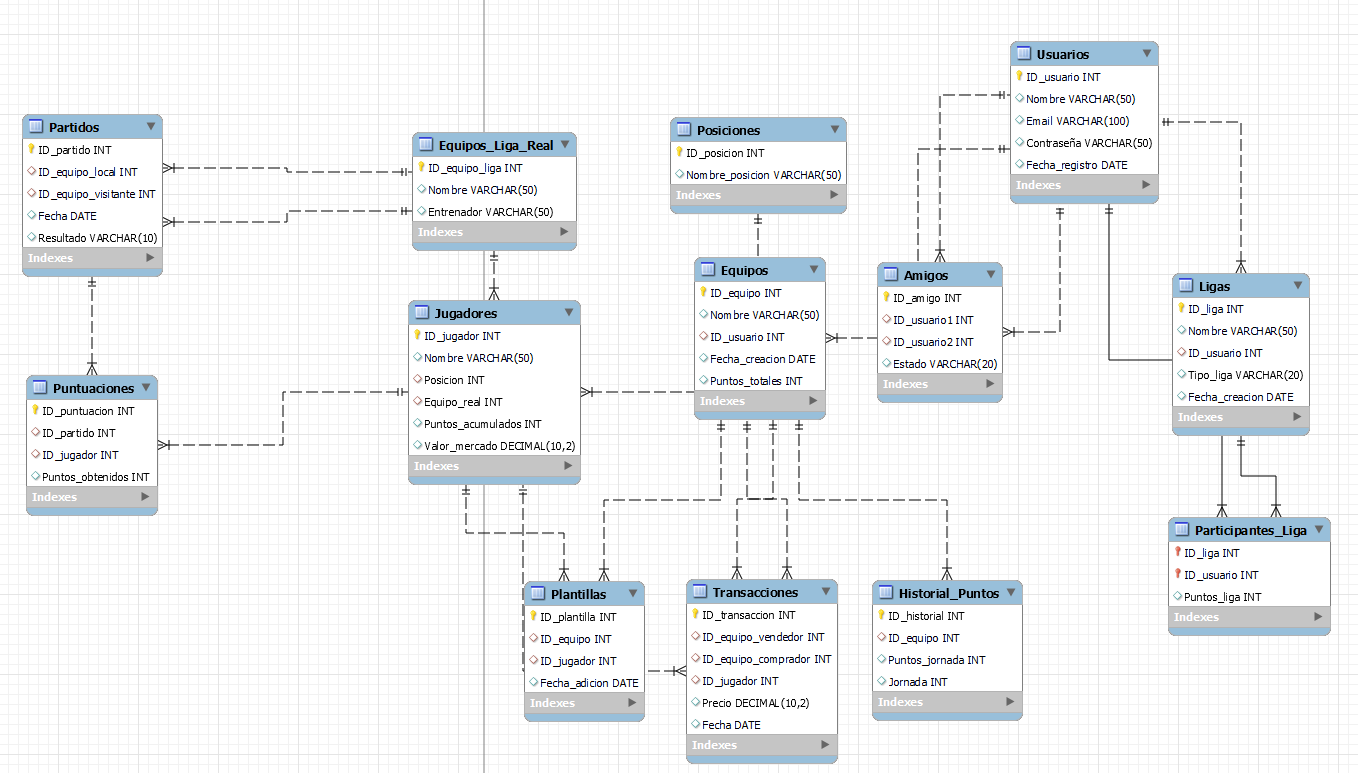 Partidos
ID_partido INT
ID_equipo_local INT
ID_equipo_visitante INT
Fecha DATE
Resultado VARCHAR(10)
Indexes
Equipos_Liga_Real
ID_equipo_liga INT
Nombre VARCHAR(50)
Entrenador VARCHAR(50)
Indexes
Posiciones
ID_posicion INT
Nombre_posicion VARCHAR(50)
Indexes
Usuarios
ID_usuario INT
Nombre VARCHAR(50)
Email VARCHAR(100)
Contraseña VARCHAR(50)
Fecha_registro DATE
Indexes
Puntuaciones
ID_puntuacion INT
ID_partido INT
ID_jugador INT
Puntos_obtenidos INT
Indexes
Jugadores
ID_jugador INT
Nombre VARCHAR(50)
Posicion INT
Equipo_real INT
Puntos_acumulados INT
Valor_mercado DECIMAL(10,2)
Indexes
Equipos
ID_equipo INT
Nombre VARCHAR(50)
ID_usuario INT
Fecha_creacion DATE
Puntos_totales INT
Indexes
Amigos
ID_amigo INT
ID_usuario1 INT
ID_usuario2 INT
Estado VARCHAR(20)
Indexes
Ligas
ID_liga INT
Nombre VARCHAR(50)
ID_usuario INT
Tipo_liga VARCHAR(20)
Fecha_creacion DATE
Indexes
Plantillas
ID_plantilla INT
ID_equipo INT
ID_jugador INT
Fecha_adicion DATE
Indexes
Transacciones
ID_transaccion INT
ID_equipo_vendedor INT
ID_equipo_comprador INT
ID_jugador INT
Precio DECIMAL(10,2)
Fecha DATE
Indexes
Historial_Puntos
ID_historial INT
ID_equipo INT
Puntos_jornada INT
Jornada INT
Indexes
Participantes_Liga
ID_liga INT
ID_usuario INT
Puntos_liga INT
Indexes